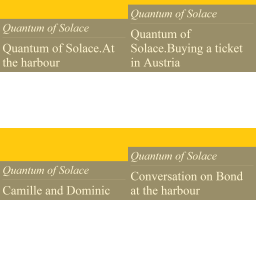 Quantum of Solace
Quantum of Solace.At
the harbour
Quantum of Solace
Quantum of
Solace.Buying a ticket
in Austria
Quantum of Solace
Camille and Dominic
Quantum of Solace
Conversation on Bond
at the harbour